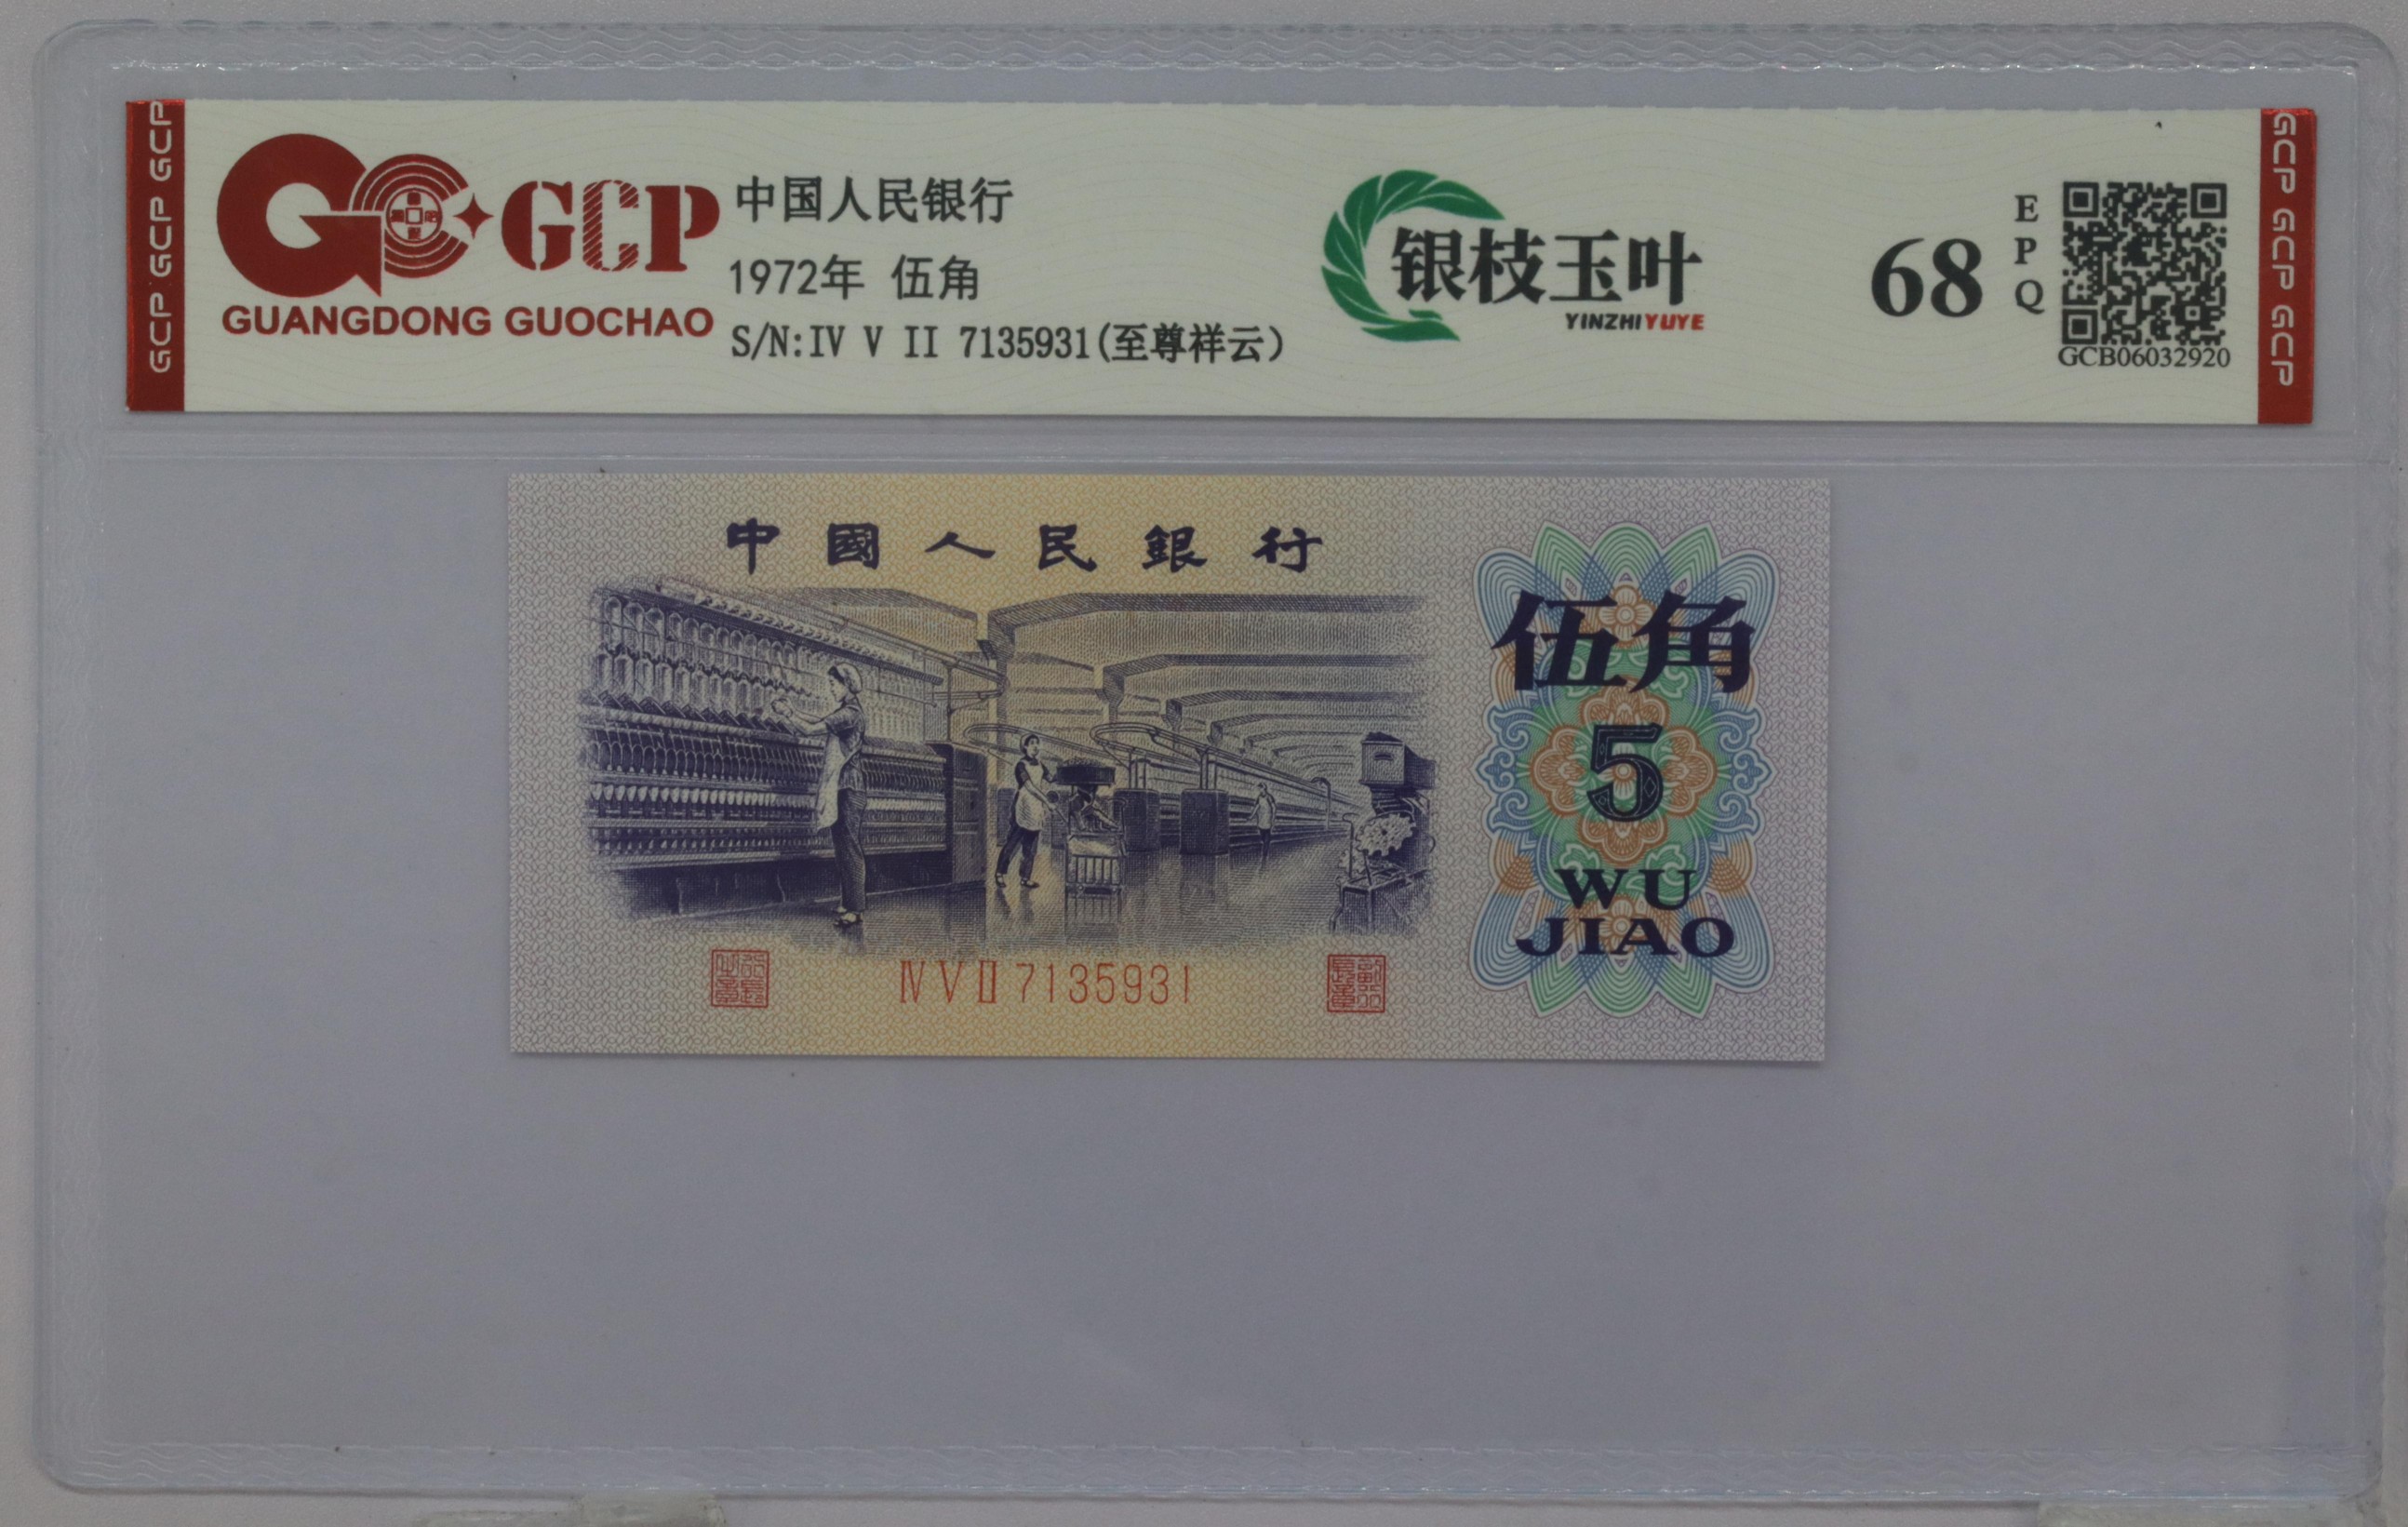 GCP GCP GCP
GCP
GUANGDONG GUOCHAO
中国人民银行
1972年 伍角
S/N:IV V II 7135931(至尊祥云)
银枝玉叶
YINZHIYUYE
68
EPQ
GCB06032920
GCP GCP GCP
中國人民銀行
伍角
5
WU
JIAO
IV V II 7135931